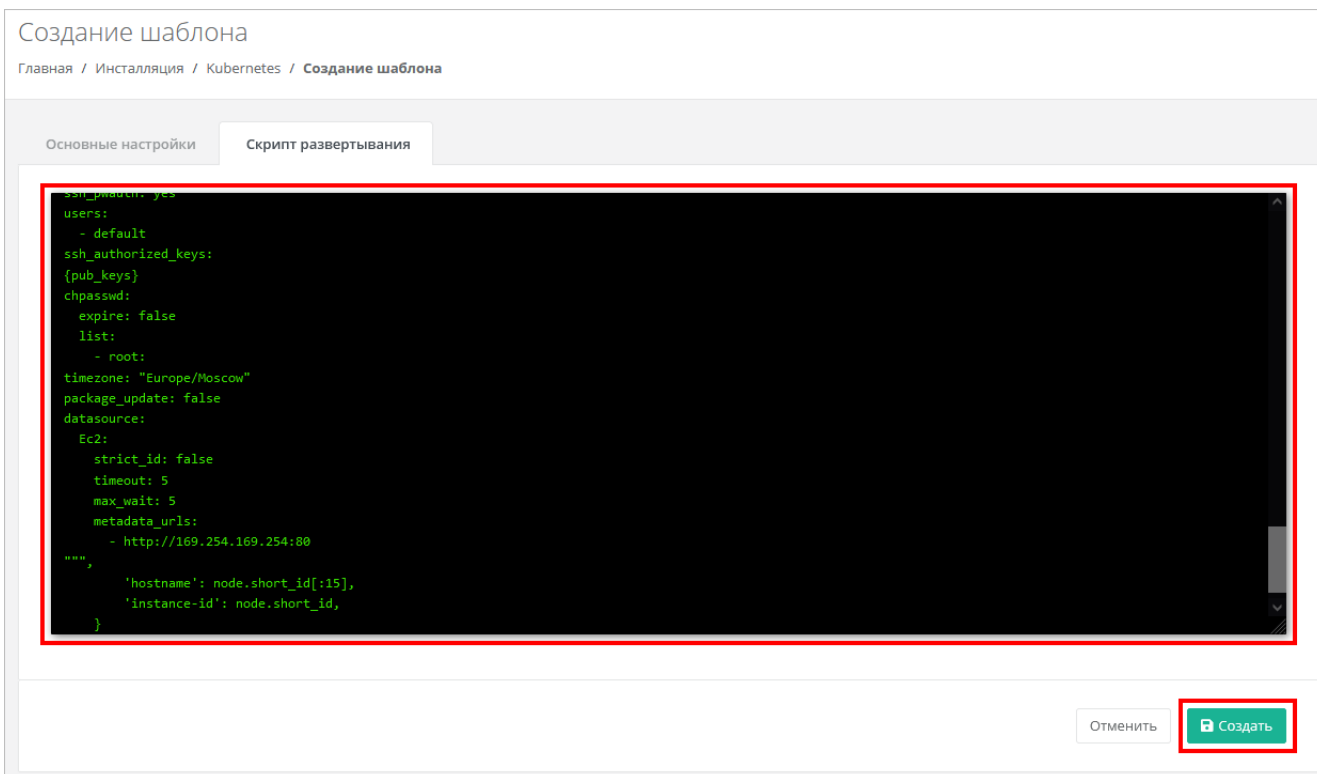 Создание шаблона
Главная / Инсталляция / Kubernetes / Создание шаблона
Основные настройки Скрипт развертывания
ssh_pwauth: yes
users:
  - default
ssh_authorized_keys:
{pub_keys}
chpasswd:
  expire: false
  list:
    - root:
timezone: "Europe/Moscow"
package_update: false
datasource:
  Ec2:
    strict_id: false
    timeout: 5
    max_wait: 5
    metadata_urls:
      - http://169.254.169.254:80
""",
        'hostname': node.short_id[:15],
        'instance-id': node.short_id,
    }
Отменить Создать